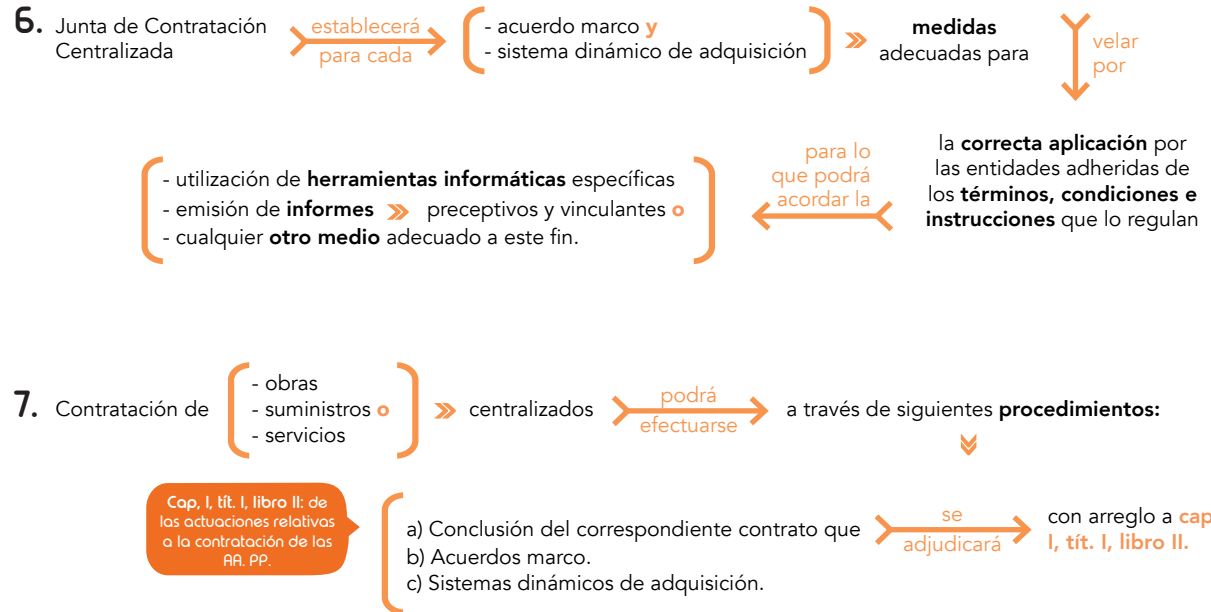 6. Junta de Contratación
Centralizada
establecerá
para cada
- acuerdo marco y
- sistema dinámico de adquisición
»
medidas
adecuadas para
velar
por
la correcta aplicación por
las entidades adheridas de
los términos, condiciones e
instrucciones que lo regulan
para lo
que podrá
acordar la
- utilización de herramientas informáticas específicas
- emisión de informes » preceptivos y vinculantes o
- cualquier otro medio adecuado a este fin.
7. Contratación de
- obras
- suministros o
- servicios
» centralizados
podrá
efectuarse
a través de siguientes procedimientos:
Cap, I, tít. I, libro II: de
las actuaciones relativas
a la contratación de las
AA. PP.
a) Conclusión del correspondiente contrato que
b) Acuerdos marco.
c) Sistemas dinámicos de adquisición.
se
adjudicará
con arreglo a cap
I, tít. I, libro II.